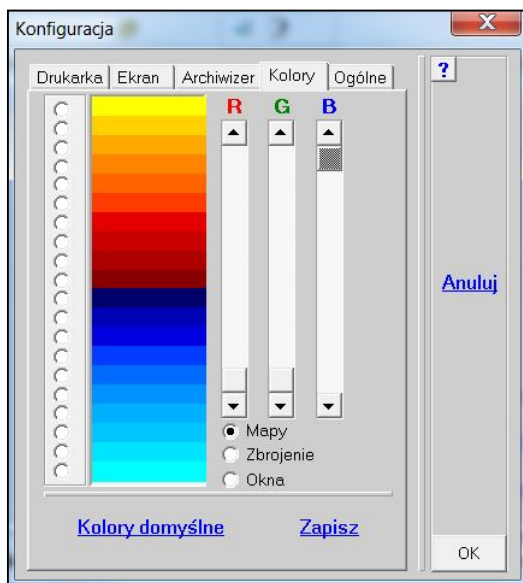 Konfiguracja
X
Drukarka Ekran Archiwizer Kolory Ogólne
?
R G B
Anuluj
Mapy
Zbrojenie
Okna
Kolory domyślne Zapisz
OK